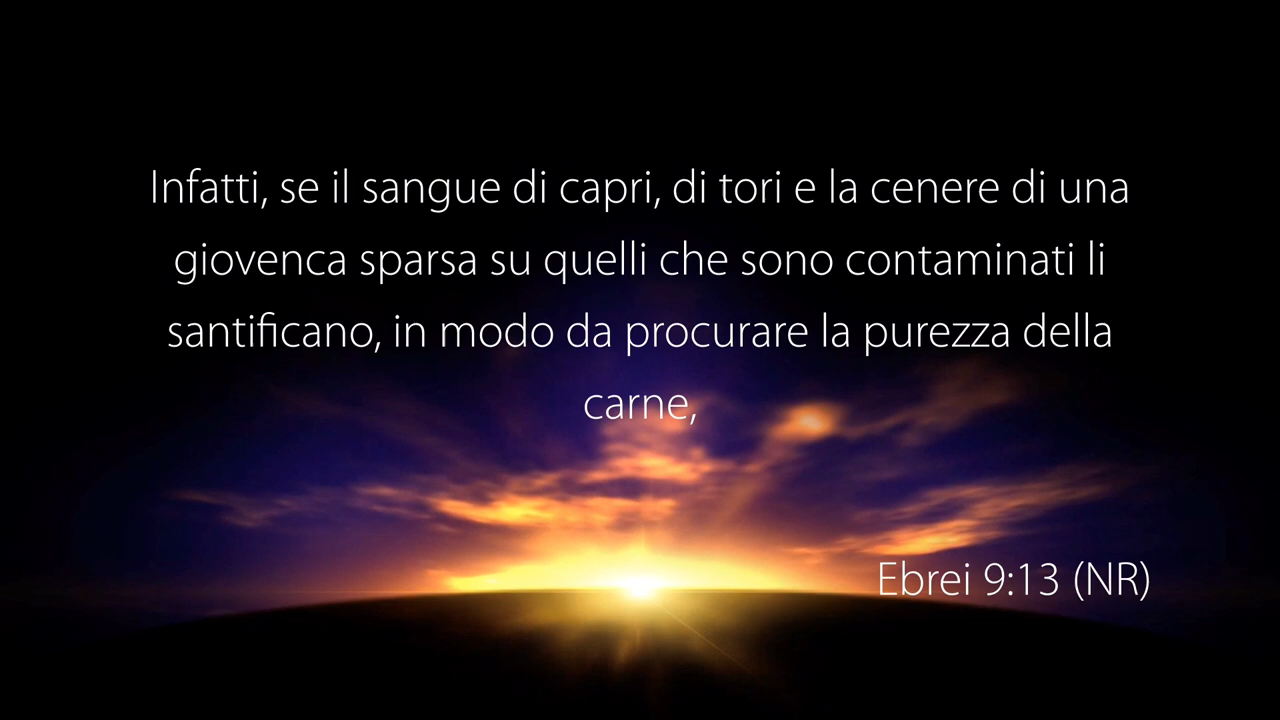 Infatti, se il sangue di capri, di tori e la cenere di una
giovenca sparsa su quelli che sono contaminati li
santificano, in modo da procurare la purezza della
carne,
Ebrei 9:13 (NR)